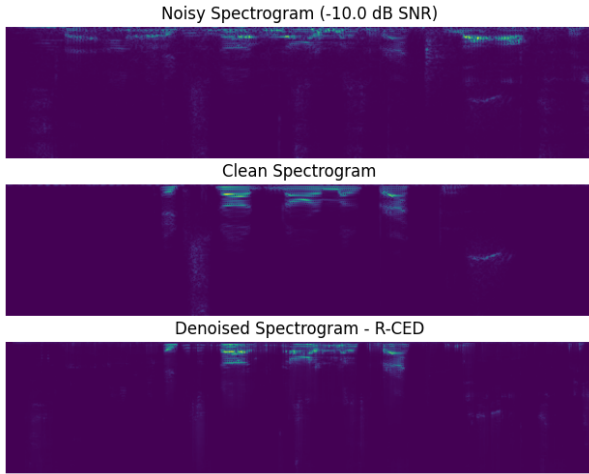 Noisy Spectrogram (-10.0 dB SNR)
Clean Spectrogram
Denoised Spectrogram - R-CED